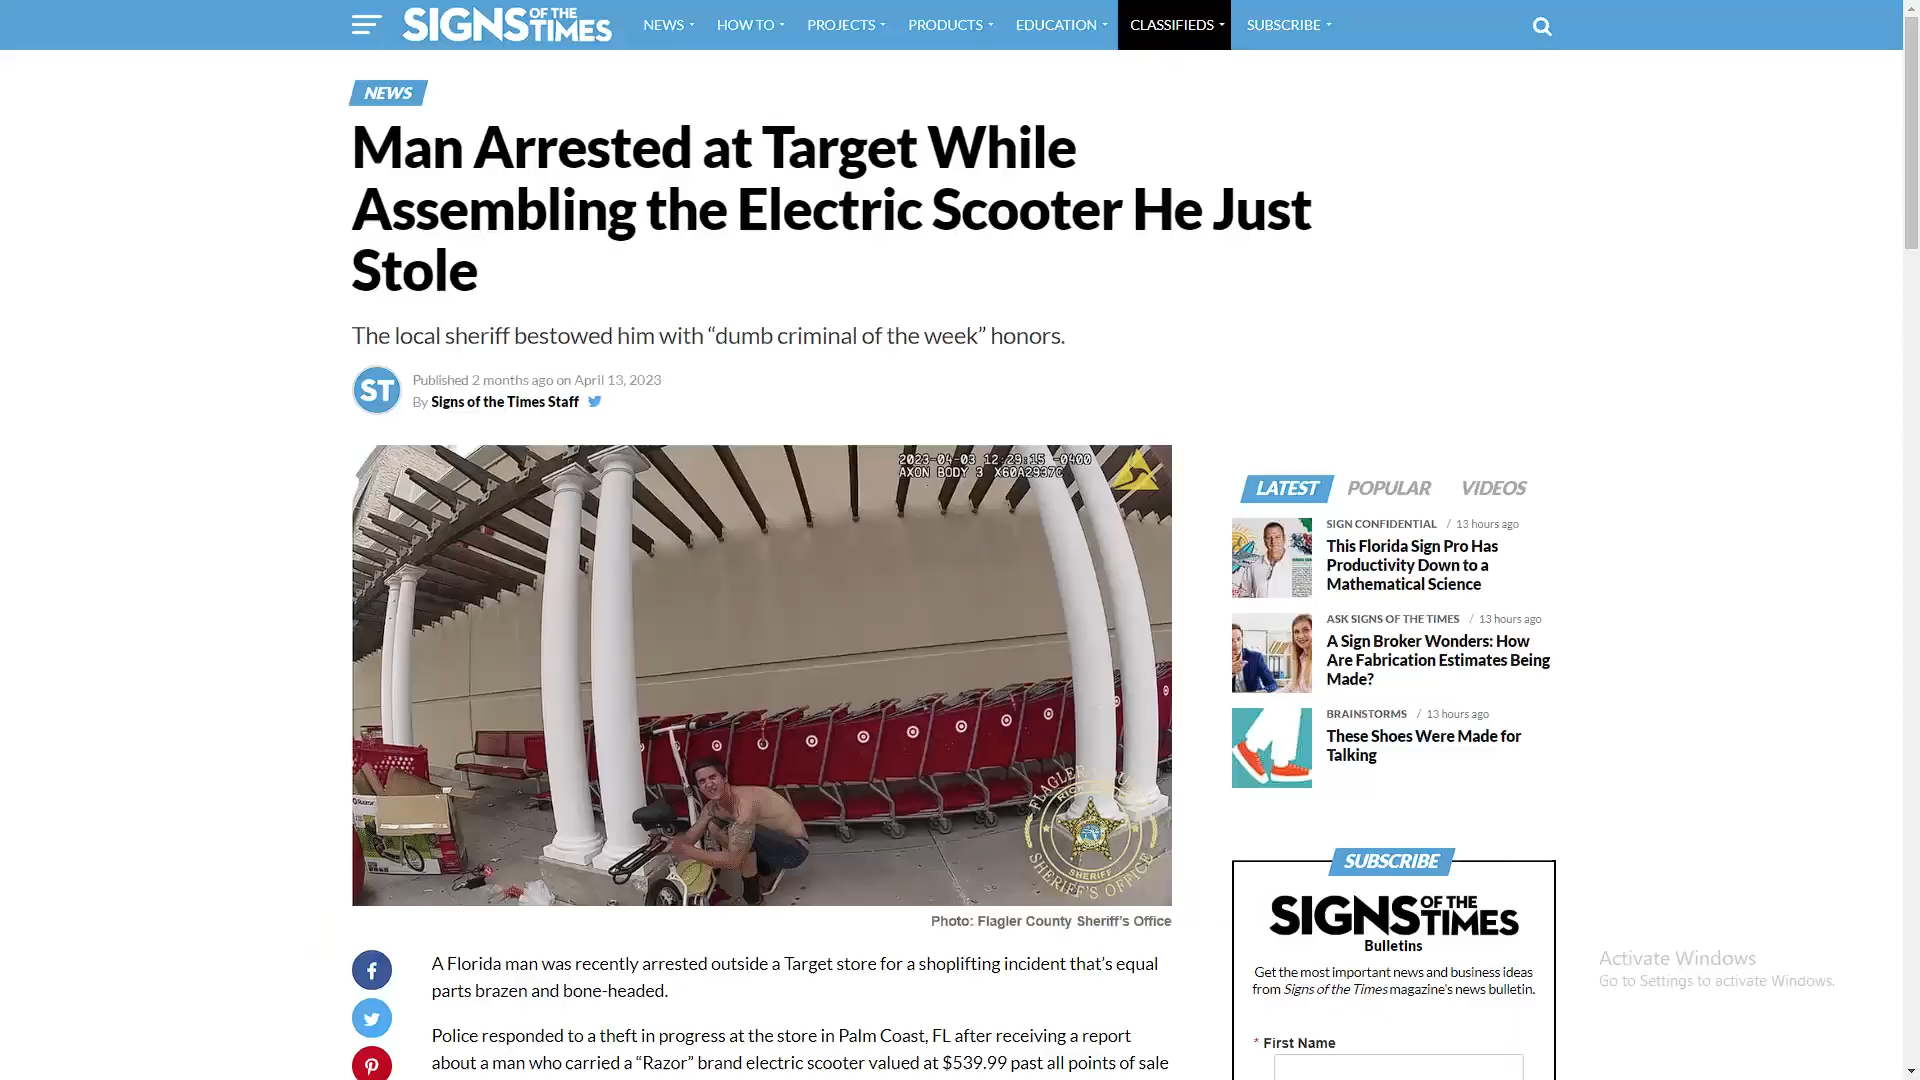 SIGNS OF THE TIMES
NEWS
HOW TO
PROJECTS
PRODUCTS
EDUCATION
CLASSIFIEDS
SUBSCRIBE
NEWS
Man Arrested at Target While
Assembling the Electric Scooter He Just
Stole
The local sheriff bestowed him with “dumb criminal of the week” honors.
ST
Published 2 months ago on April 13, 2023
By Signs of the Times Staff
2023-04-03 12:29:15 -0400
AXON BODY 3 X60A2937C
Razor
FLAGLER COUNTY
RICK
SHERIFF
SHERIFF'S OFFICE
Photo: Flagler County Sheriff’s Office
A Florida man was recently arrested outside a Target store for a shoplifting incident that’s equal
parts brazen and bone-headed.
Police responded to a theft in progress at the store in Palm Coast, FL after receiving a report
about a man who carried a “Razor” brand electric scooter valued at $539.99 past all points of sale
LATEST
POPULAR
VIDEOS
SIGN CONFIDENTIAL / 13 hours ago
This Florida Sign Pro Has
Productivity Down to a
Mathematical Science
ASK SIGNS OF THE TIMES / 13 hours ago
A Sign Broker Wonders: How
Are Fabrication Estimates Being
Made?
BRAINSTORMS / 13 hours ago
These Shoes Were Made for
Talking
SUBSCRIBE
SIGNS OF THE TIMES
Bulletins
Get the most important news and business ideas
from Signs of the Times magazine's news bulletin.
* First Name
Activate Windows
Go to Settings to activate Windows.